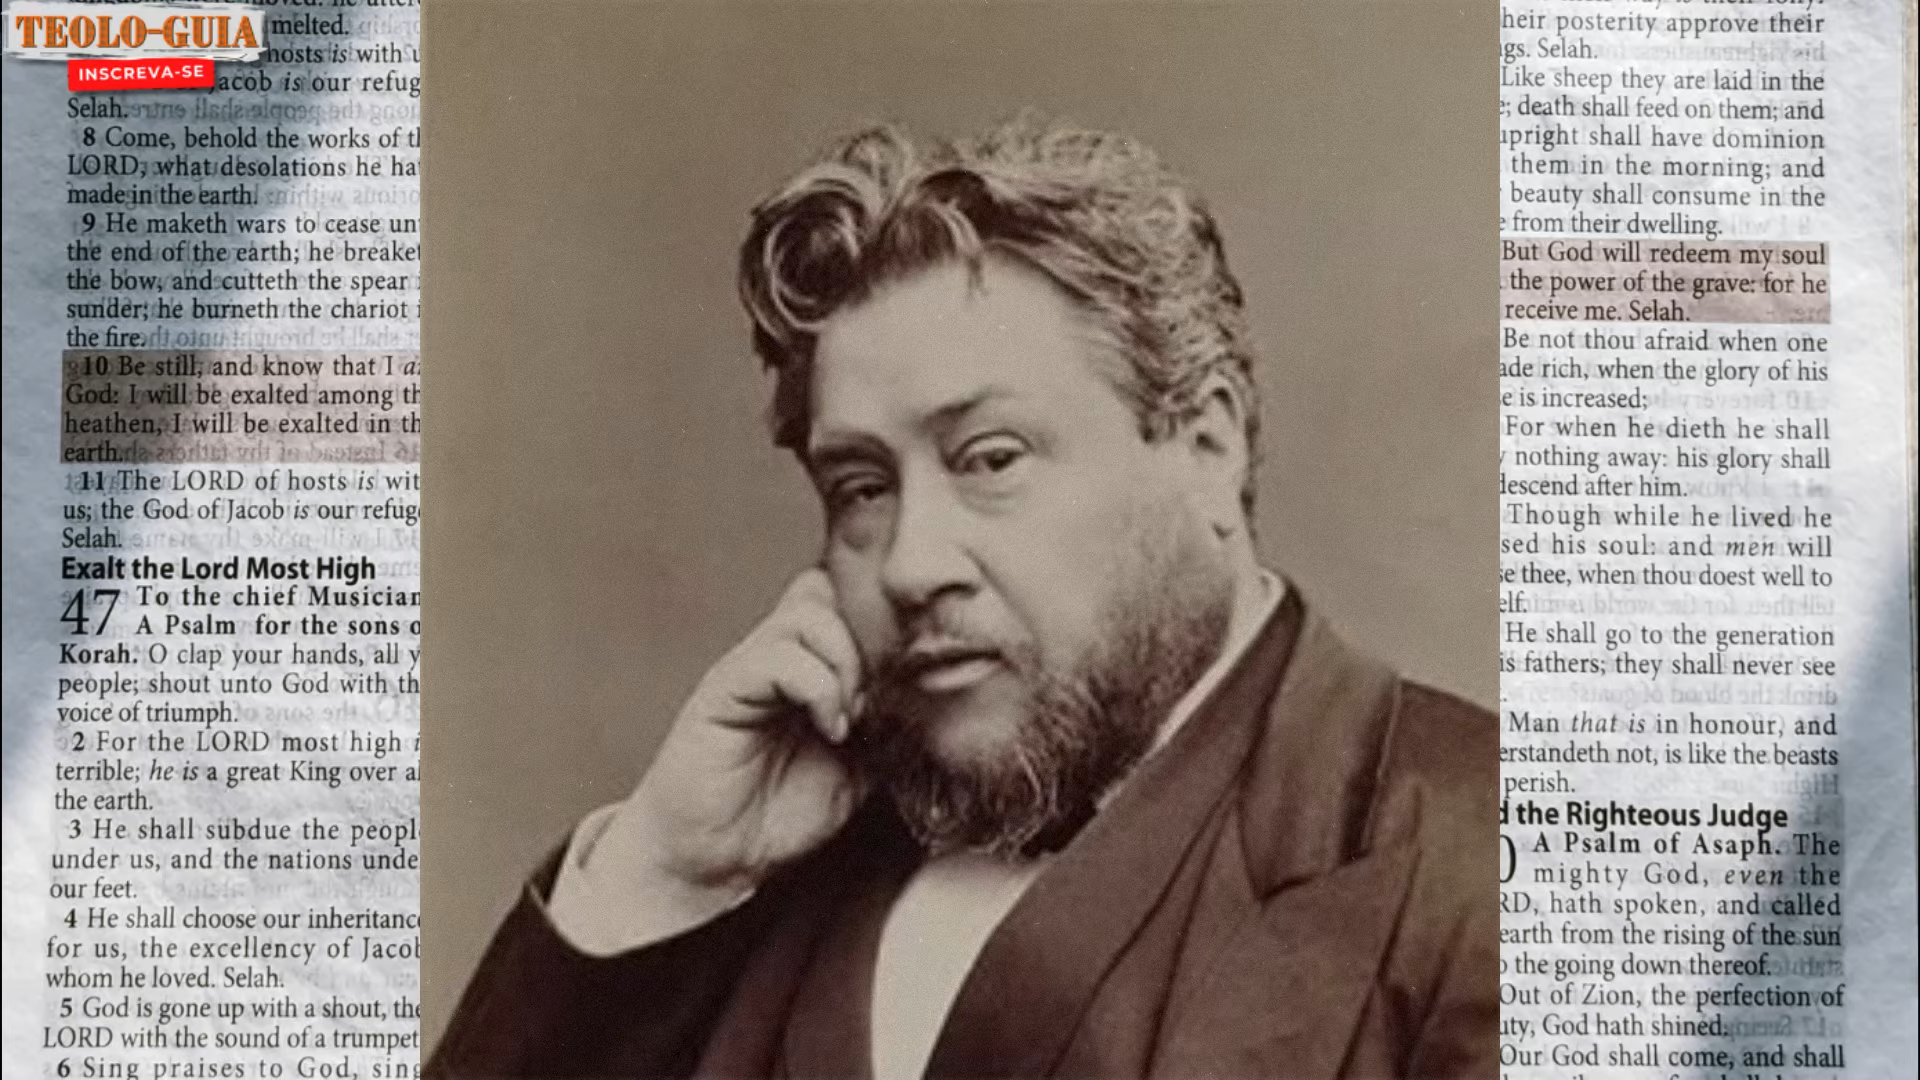 TEOLO-GUIA
INSCREVA-SE
melted.
hosts is with u
acob is our refug
Selah.
8 Come, behold the works of th
LORD, what desolations he hat
made in the earth.
9 He maketh wars to cease un
the end of the earth; he breaket
the bow, and cutteth the spear i
sunder; he burneth the chariot i
the fire.
10 Be still, and know that I a
God: I will be exalted among th
heathen, I will be exalted in th
earth.
11 The LORD of hosts is wit
us; the God of Jacob is our refug
Selah.
Exalt the Lord Most High
47 To the chief Musician
A Psalm for the sons o
Korah. O clap your hands, all y
people; shout unto God with th
voice of triumph.
2 For the LORD most high i
terrible; he is a great King over al
the earth.
3 He shall subdue the peopl
under us, and the nations unde
our feet.
4 He shall choose our inheritance
for us, the excellency of Jacob
whom he loved. Selah.
5 God is gone up with a shout, the
LORD with the sound of a trumpet
6 Sing praises to God, sing
heir posterity approve their
gs. Selah.
Like sheep they are laid in the
; death shall feed on them; and
upright shall have dominion
them in the morning; and
beauty shall consume in the
from their dwelling.
But God will redeem my soul
the power of the grave: for he
receive me. Selah.
Be not thou afraid when one
ade rich, when the glory of his
e is increased;
For when he dieth he shall
nothing away: his glory shall
descend after him.
Though while he lived he
sed his soul: and men will
se thee, when thou doest well to
elf.
He shall go to the generation
is fathers; they shall never see
Man that is in honour, and
erstandeth not, is like the beasts
perish.
d the Righteous Judge
0 A Psalm of Asaph. The
mighty God, even the
RD, hath spoken, and called
earth from the rising of the sun
o the going down thereof.
Out of Zion, the perfection of
uty, God hath shined.
Our God shall come, and shall